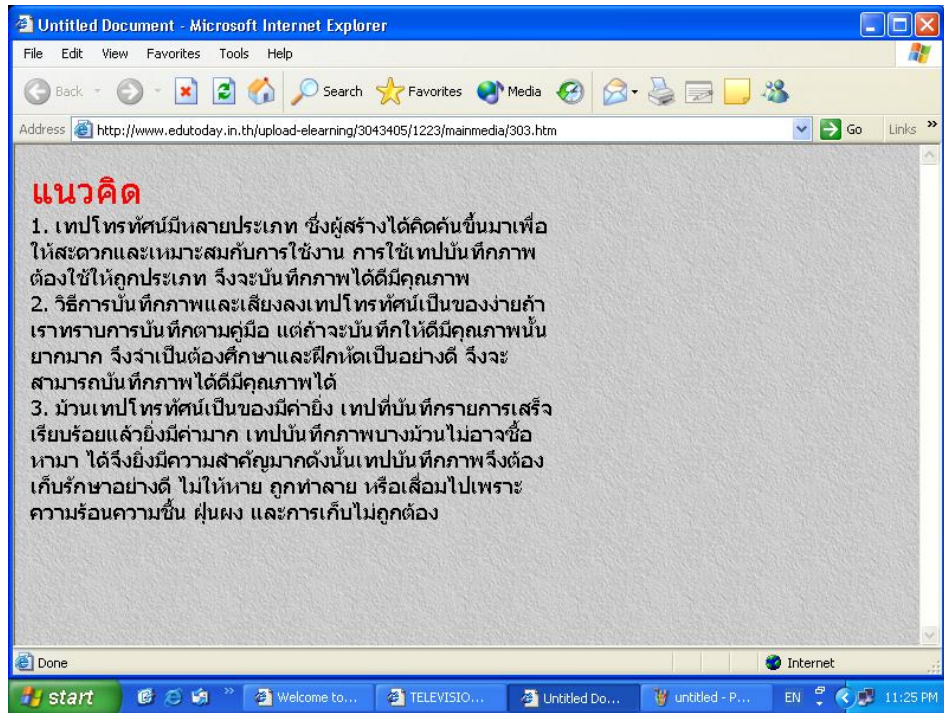 Untitled Document - Microsoft Internet Explorer
File Edit View Favorites Tools Help
Back Search Favorites Media
Address http://www.edutoday.in.th/upload-elearning/3043405/1223/mainmedia/303.htm Go Links »
แนวคิด
1. เทปโทรทัศน์มีหลายประเภท ซึ่งผู้สร้างได้คิดค้นขึ้นมาเพื่อ
ให้สะดวกและเหมาะสมกับการใช้งาน การใช้เทปบันทึกภาพ
ต้องใช้ให้ถูกประเภท จึงจะบันทึกภาพได้ดีมีคุณภาพ
2. วิธีการบันทึกภาพและเสียงลงเทปโทรทัศน์เป็นของง่ายถ้า
เราทราบการบันทึกตามคู่มือ แต่ถ้าจะบันทึกให้ดีมีคุณภาพนั้น
ยากมาก จึงจำเป็นต้องศึกษาและฝึกหัดเป็นอย่างดี จึงจะ
สามารถบันทึกภาพได้ดีมีคุณภาพได้
3. ม้วนเทปโทรทัศน์เป็นของมีค่ายิ่ง เทปที่บันทึกรายการเสร็จ
เรียบร้อยแล้วยิ่งมีค่ามาก เทปบันทึกภาพบางม้วนไม่อาจซื้อ
หามา ได้จึงยิ่งมีความสำคัญมากดังนั้นเทปบันทึกภาพจึงต้อง
เก็บรักษาอย่างดี ไม่ให้หาย ถูกทำลาย หรือเสื่อมไปเพราะ
ความร้อนความชื้น ฝุ่นผง และการเก็บไม่ถูกต้อง
Done Internet
start » Welcome to... TELEVISIO... Untitled Do... untitled - P... EN 11:25 PM